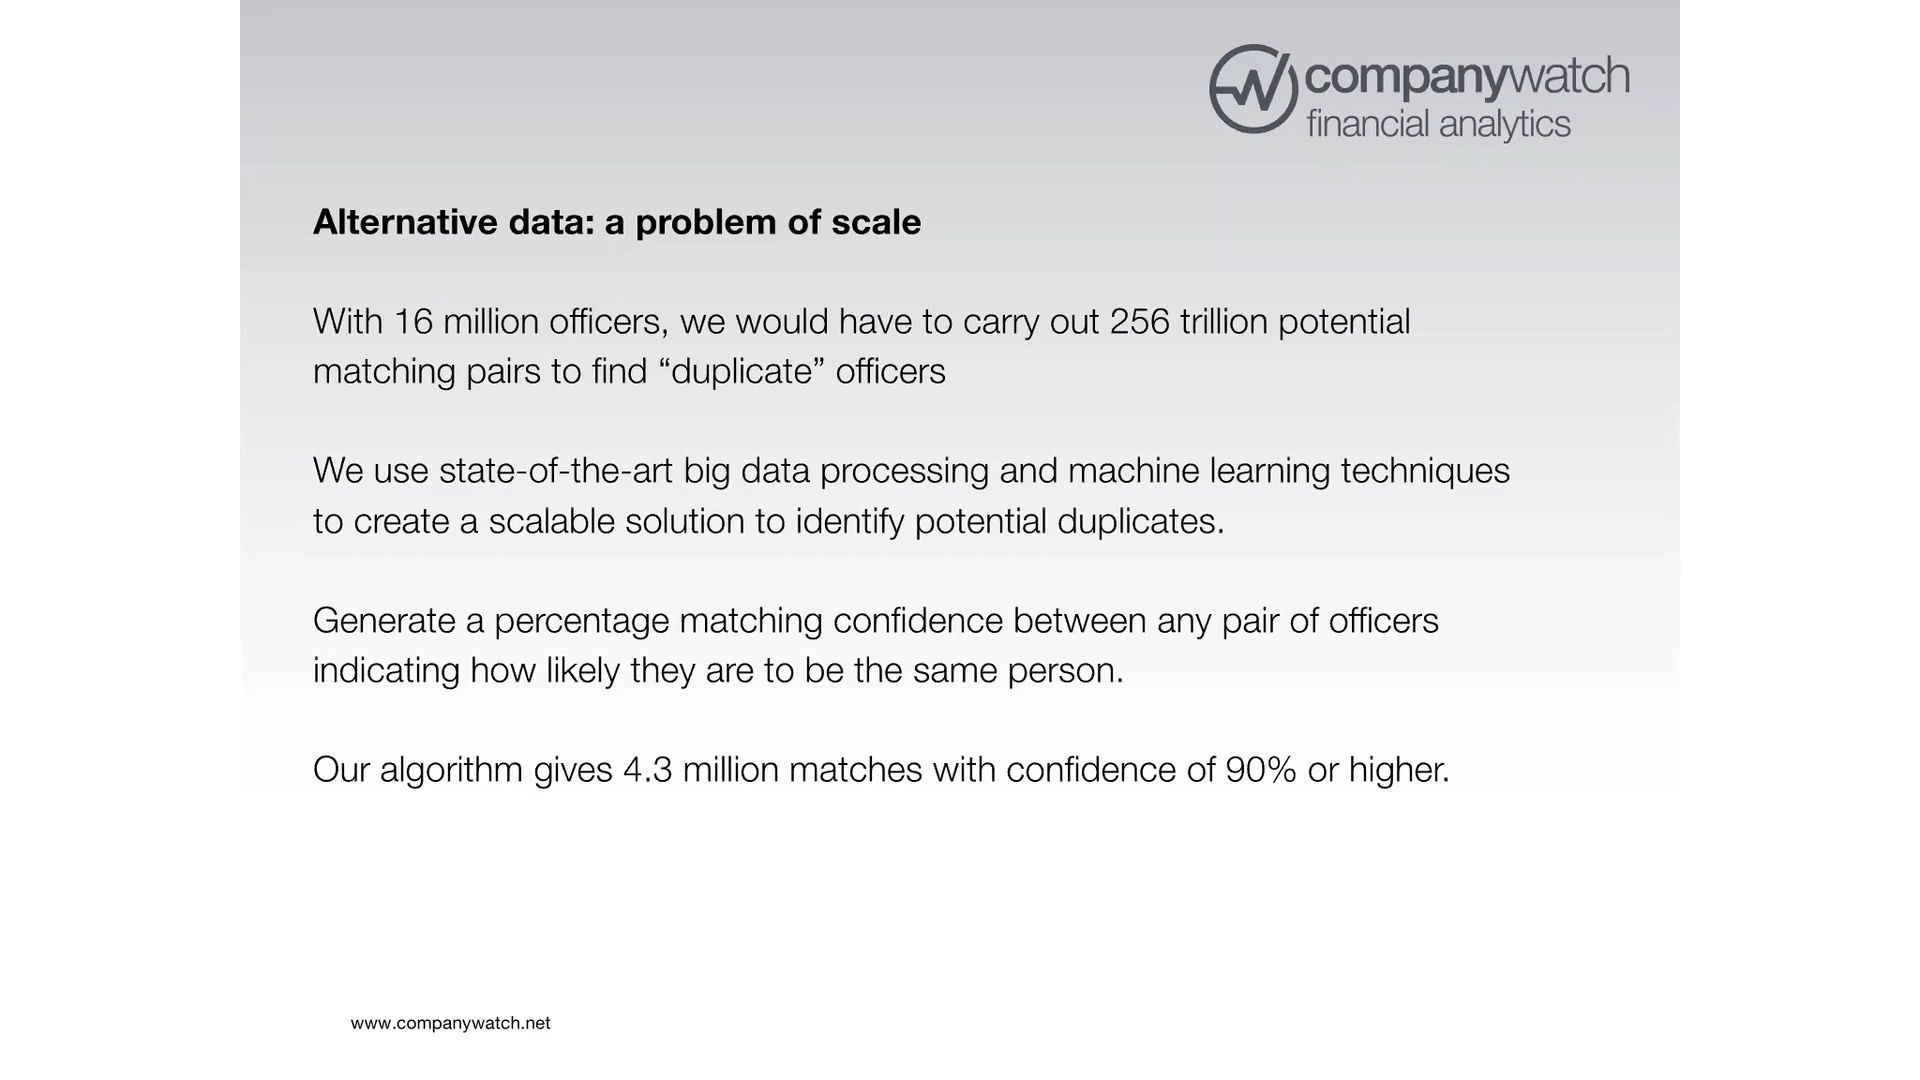 companywatch
financial analytics
Alternative data: a problem of scale
With 16 million officers, we would have to carry out 256 trillion potential
matching pairs to find “duplicate” officers
We use state-of-the-art big data processing and machine learning techniques
to create a scalable solution to identify potential duplicates.
Generate a percentage matching confidence between any pair of officers
indicating how likely they are to be the same person.
Our algorithm gives 4.3 million matches with confidence of 90% or higher.
www.companywatch.net